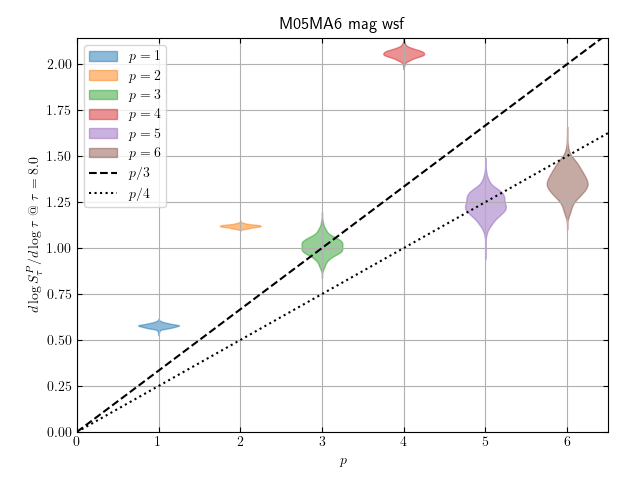 M05MA6 mag wsf
d log S_τ^P / d log τ @ τ = 8.0
2.00
1.75
1.50
1.25
1.00
0.75
0.50
0.25
0.00
p = 1
p = 2
p = 3
p = 4
p = 5
p = 6
p/3
p/4
0 1 2 3 4 5 6
p